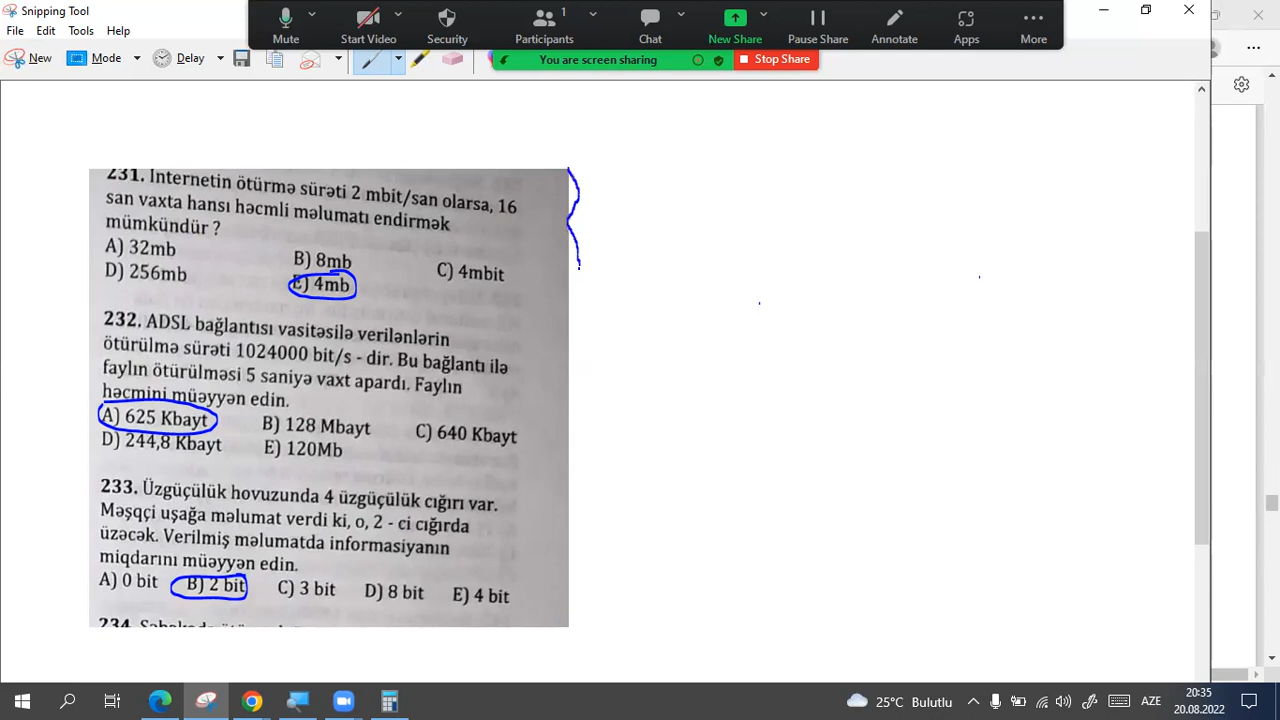 Snipping Tool
File Edit Tools Help
New Mode Delay
Mute Start Video Security Participants 1 Chat New Share Pause Share Annotate Apps More
You are screen sharing Stop Share
231. İnternetin ötürmə sürəti 2 mbit/san olarsa, 16
san vaxta hansı həcmli məlumatı endirmək
mümkündür ?
A) 32mb B) 8mb C) 4mbit
D) 256mb E) 4mb
232. ADSL bağlantısı vasitəsilə verilənlərin
ötürülmə sürəti 1024000 bit/s - dir. Bu bağlantı ilə
faylın ötürülməsi 5 saniyə vaxt apardı. Faylın
həcmini müəyyən edin.
A) 625 Kbayt B) 128 Mbayt C) 640 Kbayt
D) 244,8 Kbayt E) 120Mb
233. Üzgüçülük hovuzunda 4 üzgüçülük cığırı var.
Məşqçi uşağa məlumat verdi ki, o, 2 - ci cığırda
üzəcək. Verilmiş məlumatda informasiyanın
miqdarını müəyyən edin.
A) 0 bit B) 2 bit C) 3 bit D) 8 bit E) 4 bit
234.
25°C Bulutlu AZE 20:35
20.08.2022